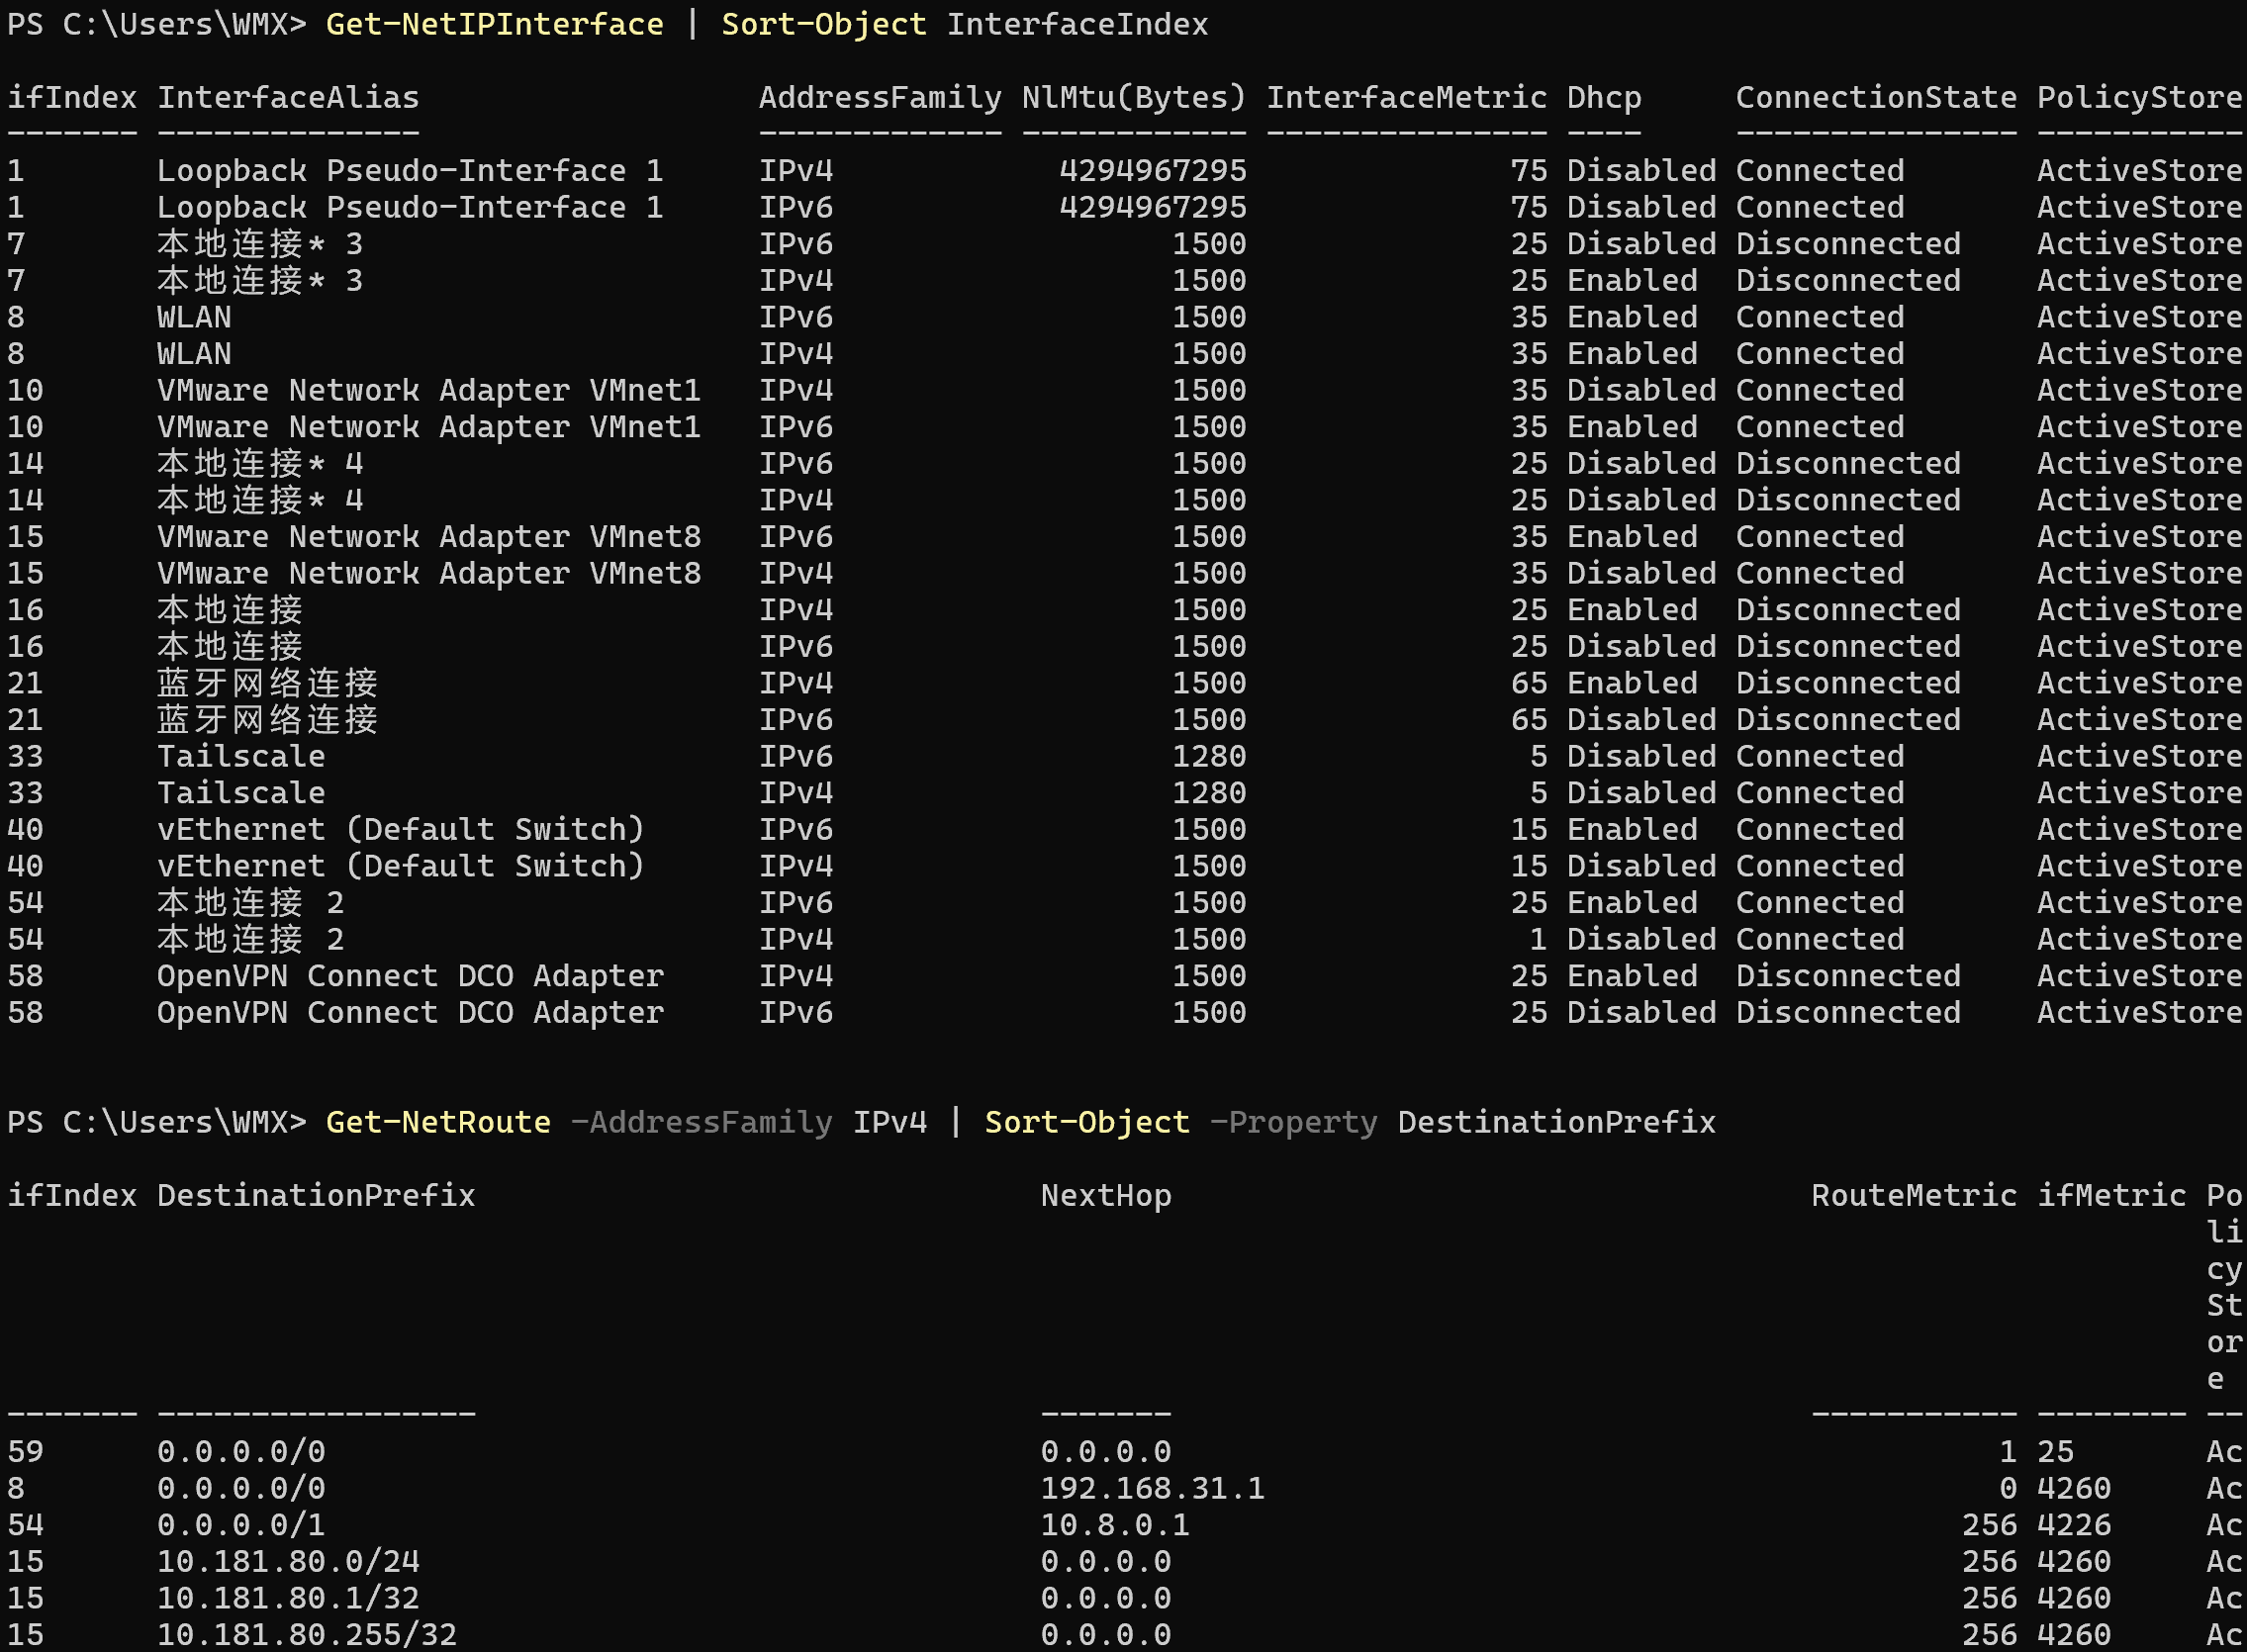 PS C:\Users\WMX> Get-NetIPInterface | Sort-Object InterfaceIndex
ifIndex InterfaceAlias AddressFamily NlMtu(Bytes) InterfaceMetric Dhcp ConnectionState PolicyStore
------- -------------- ------------- ------------ --------------- ---- --------------- -----------
1 Loopback Pseudo-Interface 1 IPv4 4294967295 75 Disabled Connected ActiveStore
1 Loopback Pseudo-Interface 1 IPv6 4294967295 75 Disabled Connected ActiveStore
7 本地连接* 3 IPv6 1500 25 Disabled Disconnected ActiveStore
7 本地连接* 3 IPv4 1500 25 Enabled Disconnected ActiveStore
8 WLAN IPv6 1500 35 Enabled Connected ActiveStore
8 WLAN IPv4 1500 35 Enabled Connected ActiveStore
10 VMware Network Adapter VMnet1 IPv4 1500 35 Disabled Connected ActiveStore
10 VMware Network Adapter VMnet1 IPv6 1500 35 Enabled Connected ActiveStore
14 本地连接* 4 IPv6 1500 25 Disabled Disconnected ActiveStore
14 本地连接* 4 IPv4 1500 25 Disabled Disconnected ActiveStore
15 VMware Network Adapter VMnet8 IPv6 1500 35 Enabled Connected ActiveStore
15 VMware Network Adapter VMnet8 IPv4 1500 35 Disabled Connected ActiveStore
16 本地连接 IPv4 1500 25 Enabled Disconnected ActiveStore
16 本地连接 IPv6 1500 25 Disabled Disconnected ActiveStore
21 蓝牙网络连接 IPv4 1500 65 Enabled Disconnected ActiveStore
21 蓝牙网络连接 IPv6 1500 65 Disabled Disconnected ActiveStore
33 Tailscale IPv6 1280 5 Disabled Connected ActiveStore
33 Tailscale IPv4 1280 5 Disabled Connected ActiveStore
40 vEthernet (Default Switch) IPv6 1500 15 Enabled Connected ActiveStore
40 vEthernet (Default Switch) IPv4 1500 15 Disabled Connected ActiveStore
54 本地连接 2 IPv6 1500 25 Enabled Connected ActiveStore
54 本地连接 2 IPv4 1500 1 Disabled Connected ActiveStore
58 OpenVPN Connect DCO Adapter IPv4 1500 25 Enabled Disconnected ActiveStore
58 OpenVPN Connect DCO Adapter IPv6 1500 25 Disabled Disconnected ActiveStore
PS C:\Users\WMX> Get-NetRoute -AddressFamily IPv4 | Sort-Object -Property DestinationPrefix
ifIndex DestinationPrefix NextHop RouteMetric ifMetric Po
li
cy
St
or
e
------- ----------------- ------- ----------- -------- --
59 0.0.0.0/0 0.0.0.0 1 25 Ac
8 0.0.0.0/0 192.168.31.1 0 4260 Ac
54 0.0.0.0/1 10.8.0.1 256 4226 Ac
15 10.181.80.0/24 0.0.0.0 256 4260 Ac
15 10.181.80.1/32 0.0.0.0 256 4260 Ac
15 10.181.80.255/32 0.0.0.0 256 4260 Ac